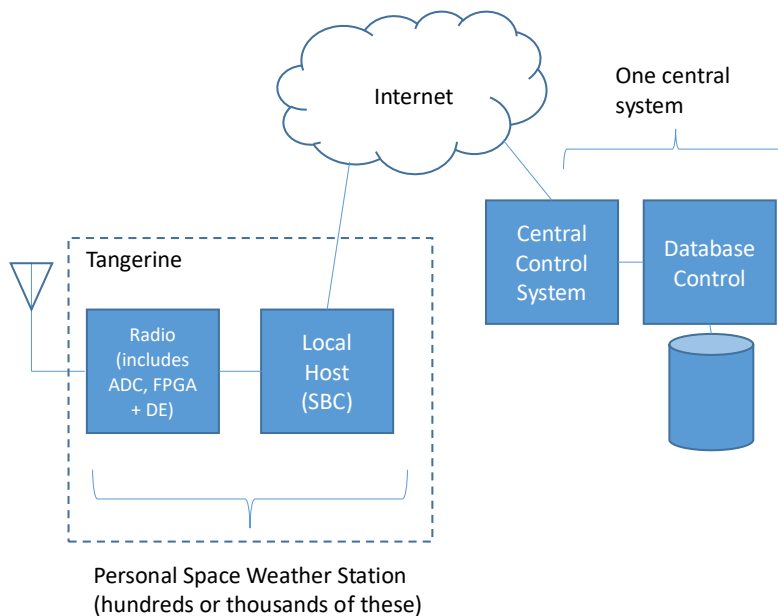 Internet
One central
system
Central
Control
System
Database
Control
Tangerine
Radio
(includes
ADC, FPGA
+ DE)
Local
Host
(SBC)
Personal Space Weather Station
(hundreds or thousands of these)